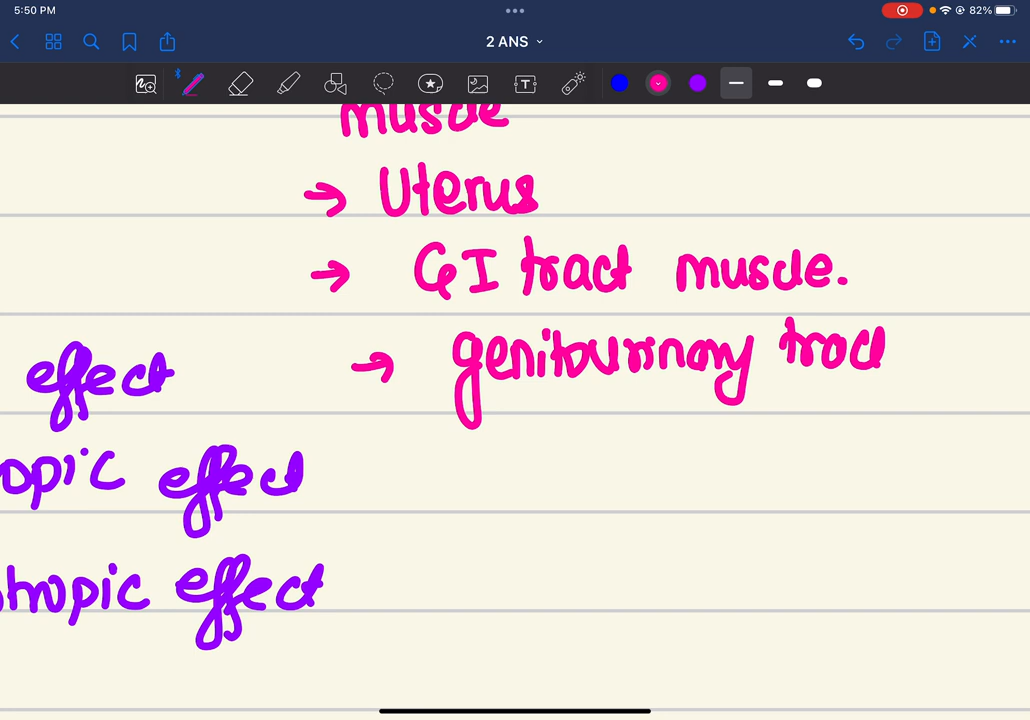 5:50 PM
82%
2 ANS
T
muscle
→ Uterus
→ GI tract muscle.
effect
→ genitourinary tract
opic effect
tropic effect